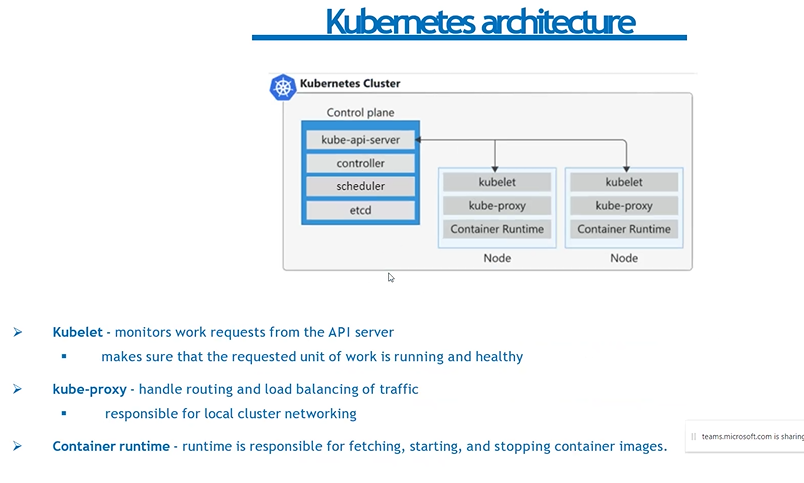 Kubernetes architecture
Kubernetes Cluster
Control plane
kube-api-server
controller
scheduler
etcd
kubelet
kube-proxy
Container Runtime
Node
kubelet
kube-proxy
Container Runtime
Node
➢ Kubelet - monitors work requests from the API server
▪ makes sure that the requested unit of work is running and healthy
➢ kube-proxy - handle routing and load balancing of traffic
▪ responsible for local cluster networking
➢ Container runtime - runtime is responsible for fetching, starting, and stopping container images.
teams.microsoft.com is sharing